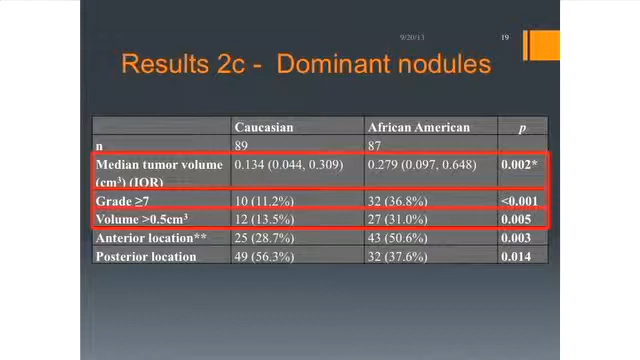 9/20/13 19
Results 2c - Dominant nodules
Caucasian African American p
n 89 87
Median tumor volume 0.134 (0.044, 0.309) 0.279 (0.097, 0.648) 0.002*
(cm³) (IQR)
Grade ≥7 10 (11.2%) 32 (36.8%) <0.001
Volume >0.5cm³ 12 (13.5%) 27 (31.0%) 0.005
Anterior location** 25 (28.7%) 43 (50.6%) 0.003
Posterior location 49 (56.3%) 32 (37.6%) 0.014